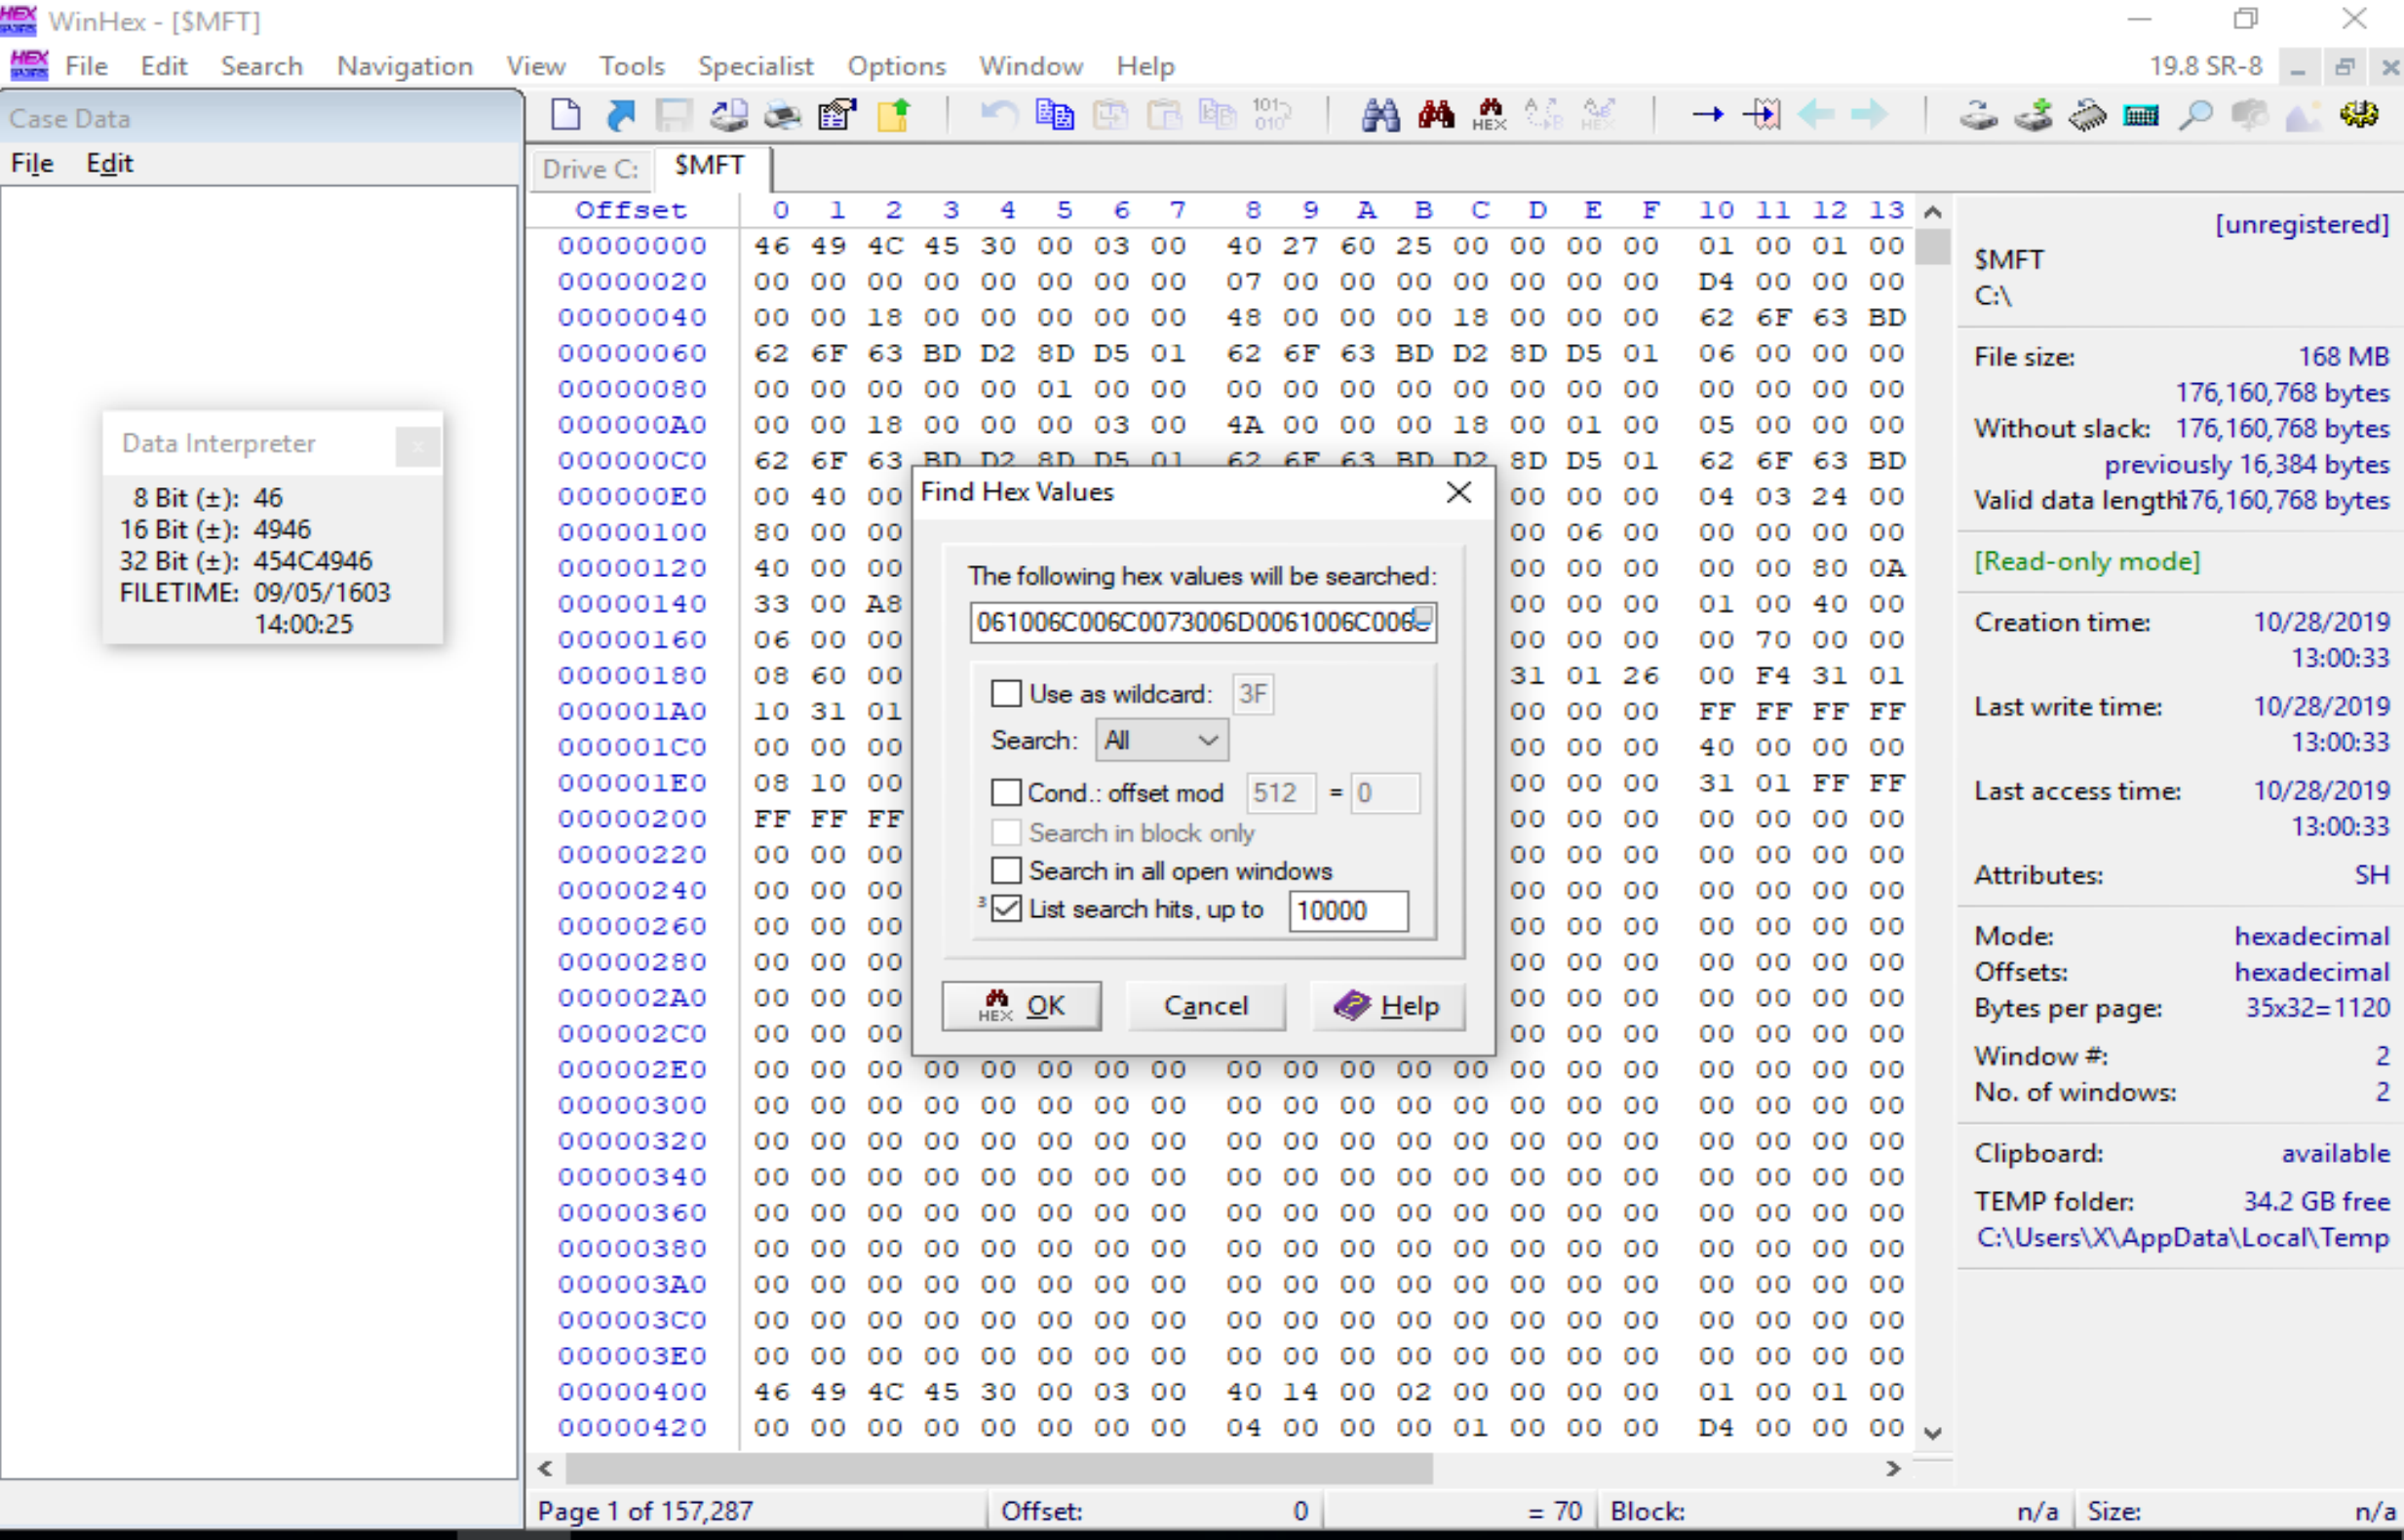 WinHex - [$MFT]
File Edit Search Navigation View Tools Specialist Options Window Help 19.8 SR-8
Case Data
File Edit
Drive C: $MFT
Offset 0 1 2 3 4 5 6 7 8 9 A B C D E F 10 11 12 13
00000000 46 49 4C 45 30 00 03 00 40 27 60 25 00 00 00 00 01 00 01 00
00000020 00 00 00 00 00 00 00 00 07 00 00 00 00 00 00 00 D4 00 00 00
00000040 00 00 18 00 00 00 00 00 48 00 00 00 18 00 00 00 62 6F 63 BD
00000060 62 6F 63 BD D2 8D D5 01 62 6F 63 BD D2 8D D5 01 06 00 00 00
00000080 00 00 00 00 00 01 00 00 00 00 00 00 00 00 00 00 00 00 00 00
000000A0 00 00 18 00 00 00 03 00 4A 00 00 00 18 00 01 00 05 00 00 00
000000C0 62 6F 63 BD D2 8D D5 01 62 6F 63 BD D2 8D D5 01 62 6F 63 BD
000000E0 00 40 00 00 00 00 04 03 24 00
00000100 80 00 00 00 06 00 00 00 00 00
00000120 40 00 00 00 00 00 00 00 80 0A
00000140 33 00 A8 00 00 00 01 00 40 00
00000160 06 00 00 00 00 00 00 70 00 00
00000180 08 60 00 31 01 26 00 F4 31 01
000001A0 10 31 01 00 00 00 FF FF FF FF
000001C0 00 00 00 00 00 00 40 00 00 00
000001E0 08 10 00 00 00 00 31 01 FF FF
00000200 FF FF FF 00 00 00 00 00 00 00
00000220 00 00 00 00 00 00 00 00 00 00
00000240 00 00 00 00 00 00 00 00 00 00
00000260 00 00 00 00 00 00 00 00 00 00
00000280 00 00 00 00 00 00 00 00 00 00
000002A0 00 00 00 00 00 00 00 00 00 00
000002C0 00 00 00 00 00 00 00 00 00 00
000002E0 00 00 00 00 00 00 00 00 00 00 00 00 00 00 00 00 00 00 00 00
00000300 00 00 00 00 00 00 00 00 00 00 00 00 00 00 00 00 00 00 00 00
00000320 00 00 00 00 00 00 00 00 00 00 00 00 00 00 00 00 00 00 00 00
00000340 00 00 00 00 00 00 00 00 00 00 00 00 00 00 00 00 00 00 00 00
00000360 00 00 00 00 00 00 00 00 00 00 00 00 00 00 00 00 00 00 00 00
00000380 00 00 00 00 00 00 00 00 00 00 00 00 00 00 00 00 00 00 00 00
000003A0 00 00 00 00 00 00 00 00 00 00 00 00 00 00 00 00 00 00 00 00
000003C0 00 00 00 00 00 00 00 00 00 00 00 00 00 00 00 00 00 00 00 00
000003E0 00 00 00 00 00 00 00 00 00 00 00 00 00 00 00 00 00 00 00 00
00000400 46 49 4C 45 30 00 03 00 40 14 00 02 00 00 00 00 01 00 01 00
00000420 00 00 00 00 00 00 00 00 04 00 00 00 01 00 00 00 D4 00 00 00
Data Interpreter
8 Bit (±): 46
16 Bit (±): 4946
32 Bit (±): 454C4946
FILETIME: 09/05/1603
14:00:25
Find Hex Values
The following hex values will be searched:
061006C006C0073006D0061006C006C
Use as wildcard: 3F
Search: All
Cond.: offset mod 512 = 0
Search in block only
Search in all open windows
3 List search hits, up to 10000
HEX OK Cancel Help
[unregistered]
$MFT
C:\
File size: 168 MB
176,160,768 bytes
Without slack: 176,160,768 bytes
previously 16,384 bytes
Valid data length: 176,160,768 bytes
[Read-only mode]
Creation time: 10/28/2019
13:00:33
Last write time: 10/28/2019
13:00:33
Last access time: 10/28/2019
13:00:33
Attributes: SH
Mode: hexadecimal
Offsets: hexadecimal
Bytes per page: 35x32=1120
Window #: 2
No. of windows: 2
Clipboard: available
TEMP folder: 34.2 GB free
C:\Users\X\AppData\Local\Temp
Page 1 of 157,287 Offset: 0 = 70 Block: n/a Size: n/a